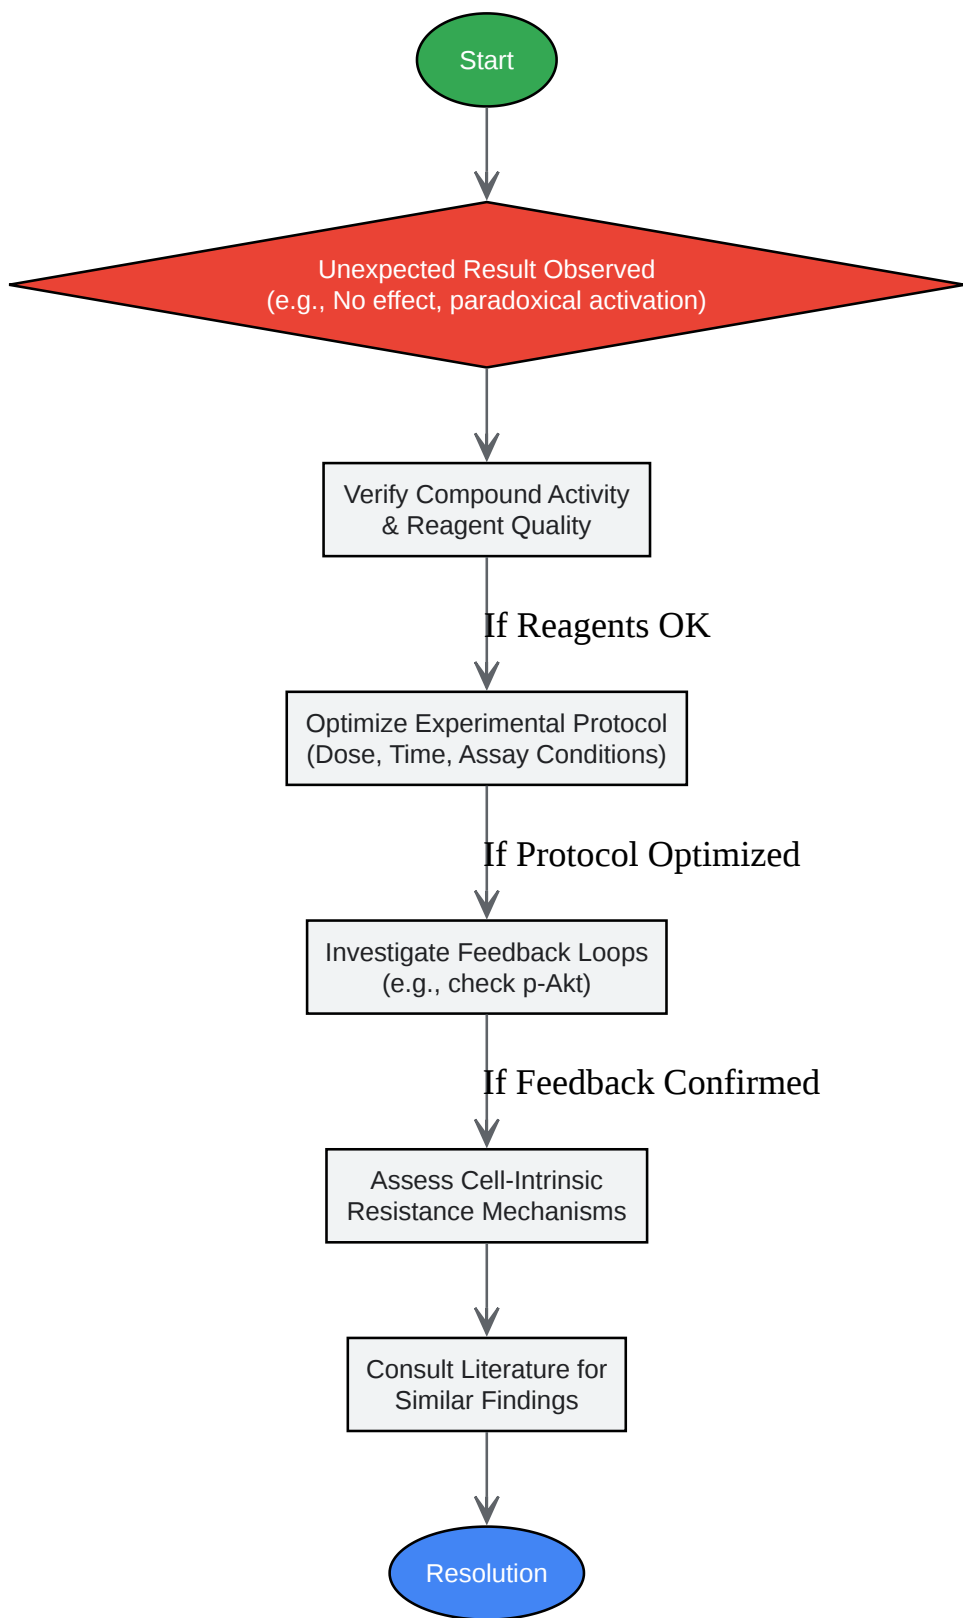 Start
Unexpected Result Observed
(e.g., No effect, paradoxical activation)
Verify Compound Activity
& Reagent Quality
If Reagents OK
Optimize Experimental Protocol
(Dose, Time, Assay Conditions)
If Protocol Optimized
Investigate Feedback Loops
(e.g., check p-Akt)
If Feedback Confirmed
Assess Cell-Intrinsic
Resistance Mechanisms
Consult Literature for
Similar Findings
Resolution